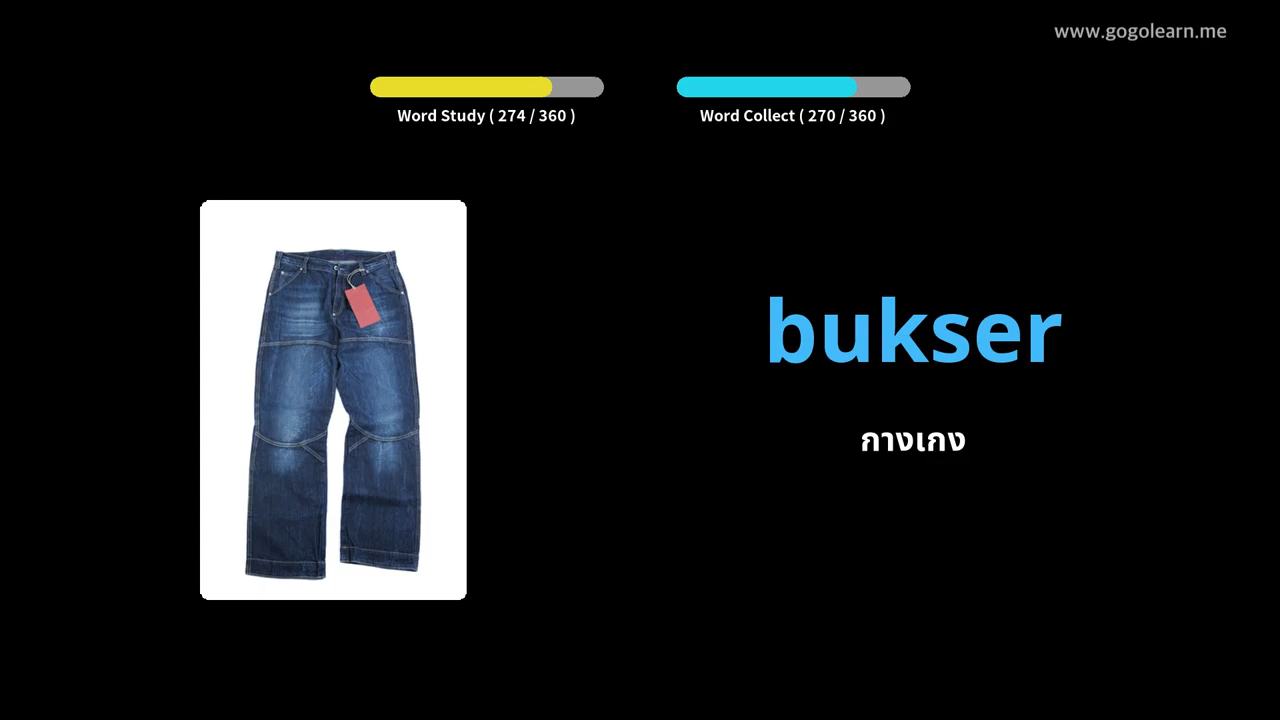 www.gogolearn.me
Word Study ( 274 / 360 )
Word Collect ( 270 / 360 )
bukser
กางเกง